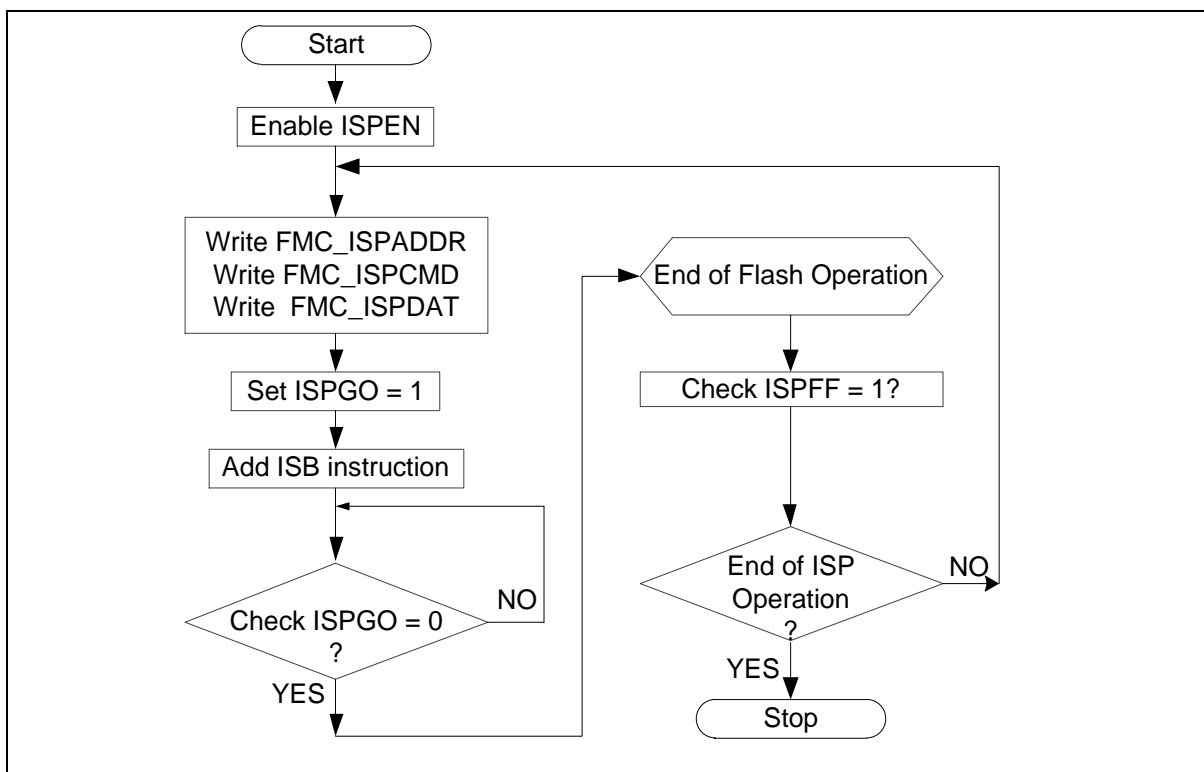 Start
Enable ISPEN
Write FMC_ISPADDR
Write FMC_ISPCMD
Write FMC_ISPDAT
Set ISPGO = 1
Add ISB instruction
Check ISPGO = 0
?
NO
YES
End of Flash Operation
Check ISPFF = 1?
End of ISP
Operation
?
NO
YES
Stop